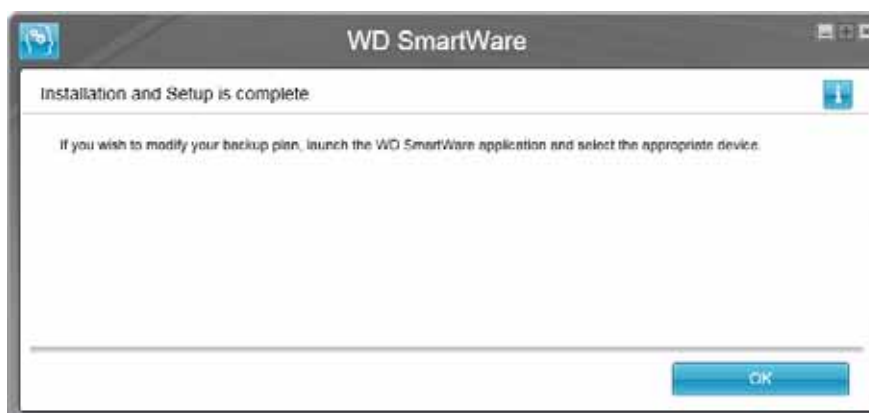 WD SmartWare
Installation and Setup is complete
If you wish to modify your backup plan, launch the WD SmartWare application and select the appropriate device.
OK